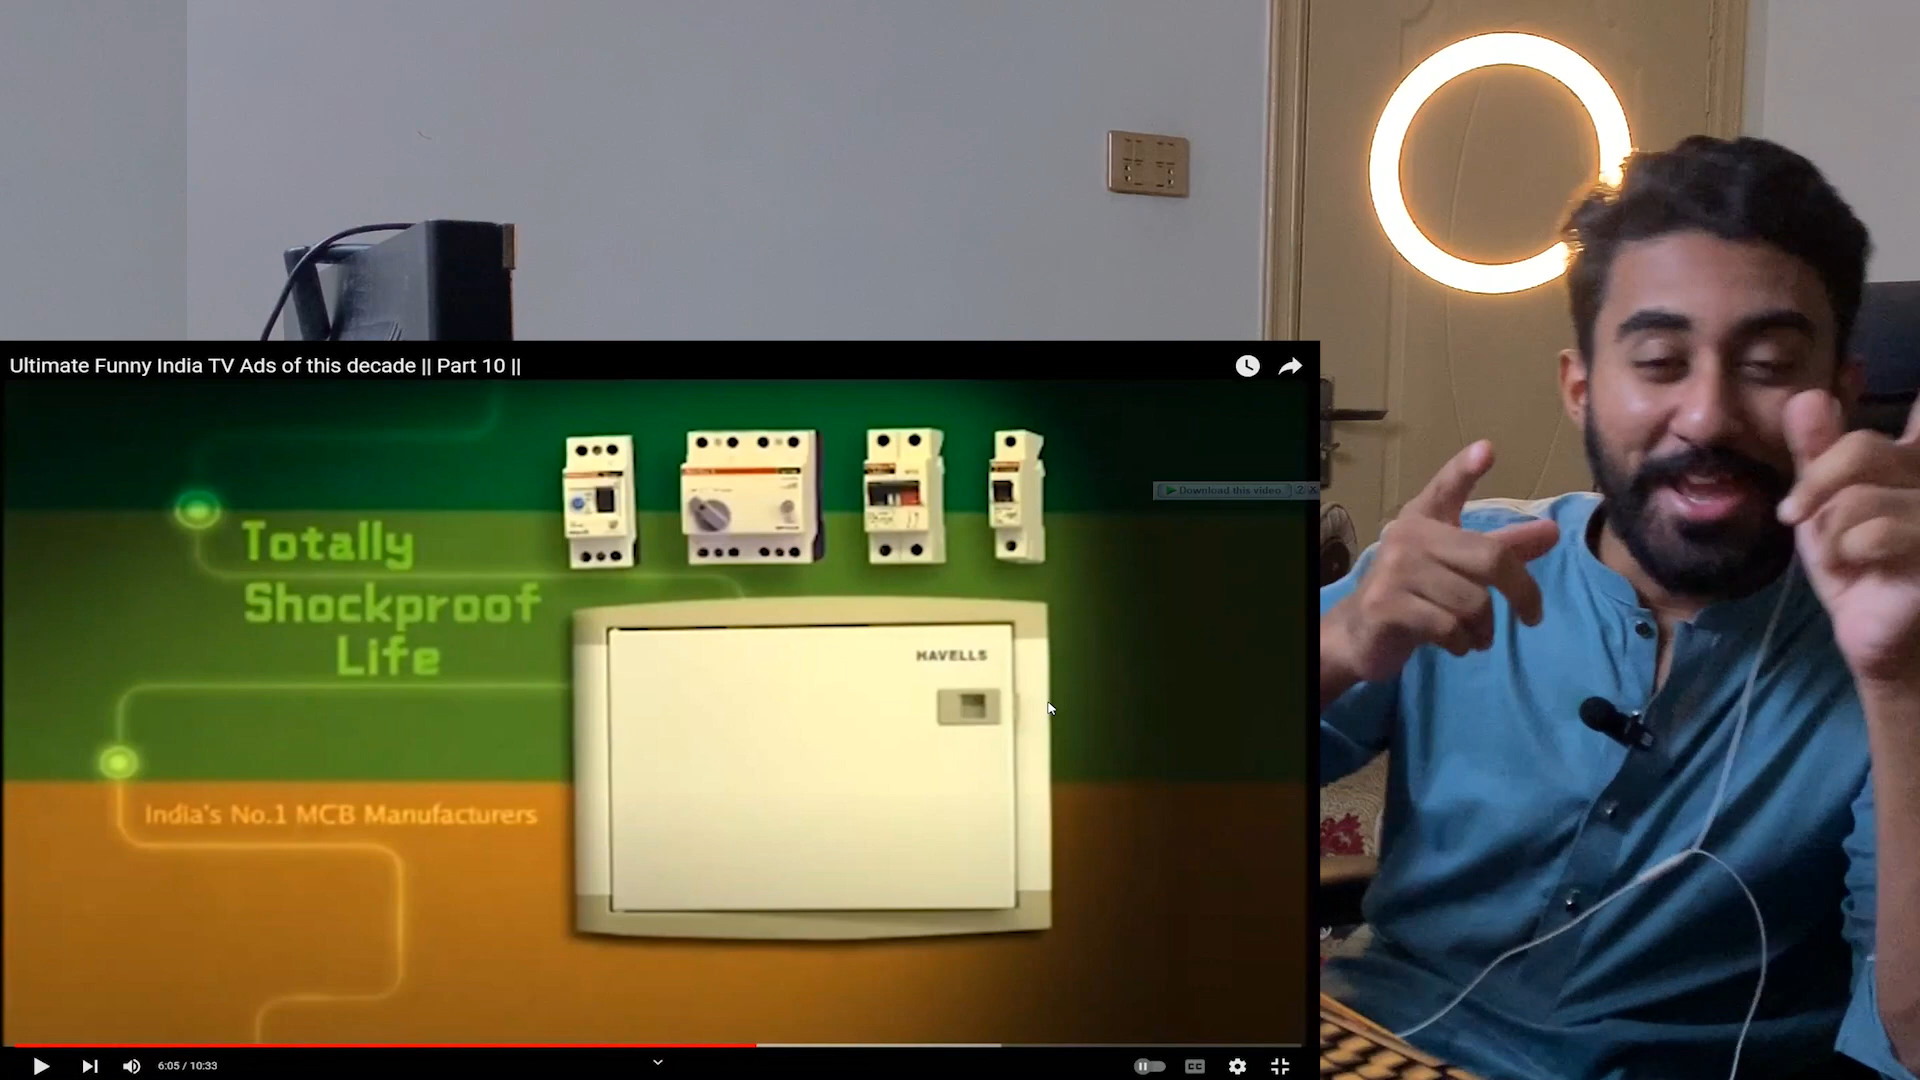 Ultimate Funny India TV Ads of this decade || Part 10 ||
Download this video
? X
Totally
Shockproof
Life
HAVELLS
India's No.1 MCB Manufacturers
6:05 / 10:33
CC